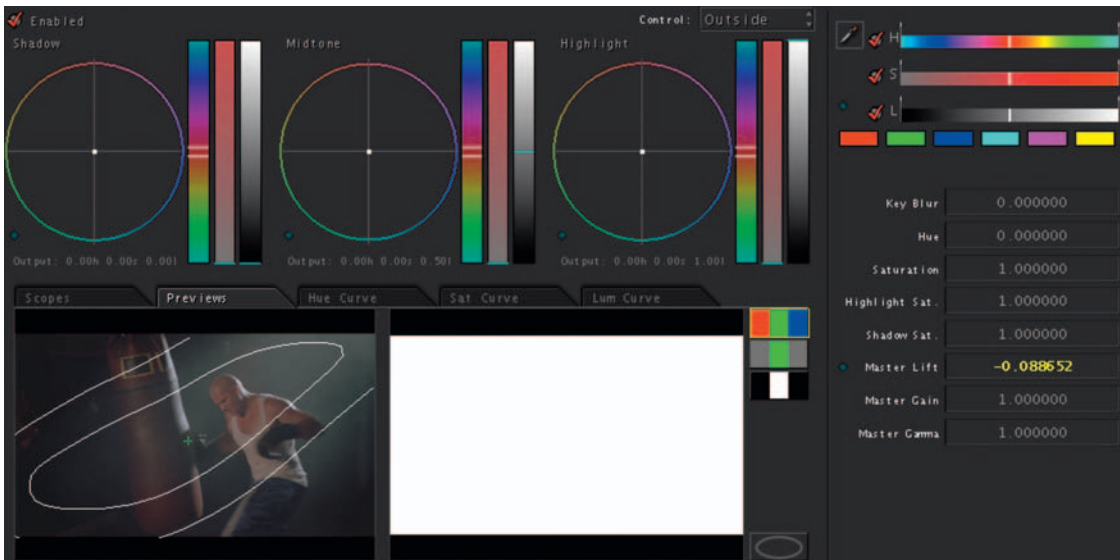 Enabled
Control: Outside
Shadow
Midtone
Highlight
H
S
L
Output: 0.00h 0.00s 0.00l
Output: 0.00h 0.00s 0.50l
Output: 0.00h 0.00s 1.00l
Scopes
Previews
Hue Curve
Sat Curve
Lum Curve
Key Blur 0.000000
Hue 0.000000
Saturation 1.000000
Highlight Sat. 1.000000
Shadow Sat. 1.000000
Master Lift -0.088652
Master Gain 1.000000
Master Gamma 1.000000